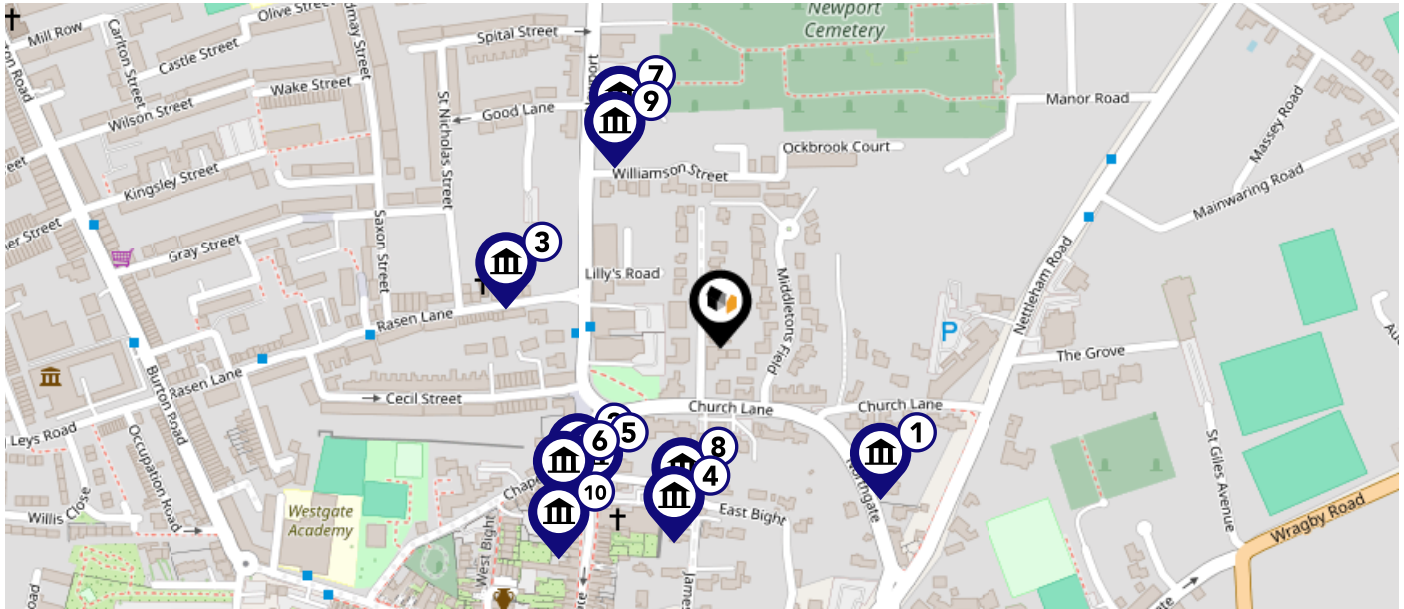 Olive Street
Newport
Cemetery
Mill Row
Carlton Street
Castle Street
Spital Street
Wake Street
7
9
Wilson Street
St Nicholas Street
Good Lane
Manor Road
Massey Road
Ockbrook Court
Kingsley Street
Williamson Street
Mainwaring Road
Saxon Street
Gray Street
3
Lilly's Road
Middletons Field
Nettleham Road
Rasen Lane
P
The Grove
Rasen Lane
Burton Road
Cecil Street
Church Lane
Church Lane
Leys Road
Occupation Road
6
5
8
1
4
10
Northgate
St Giles Avenue
Willis Close
Westgate
Academy
East Bight
West Bight
Wragby Road